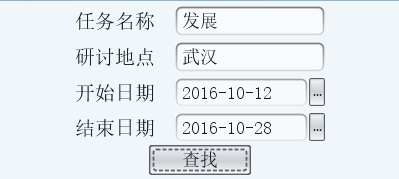 任务名称 发展
研讨地点 武汉
开始日期 2016-10-12 ...
结束日期 2016-10-28 ...
查找